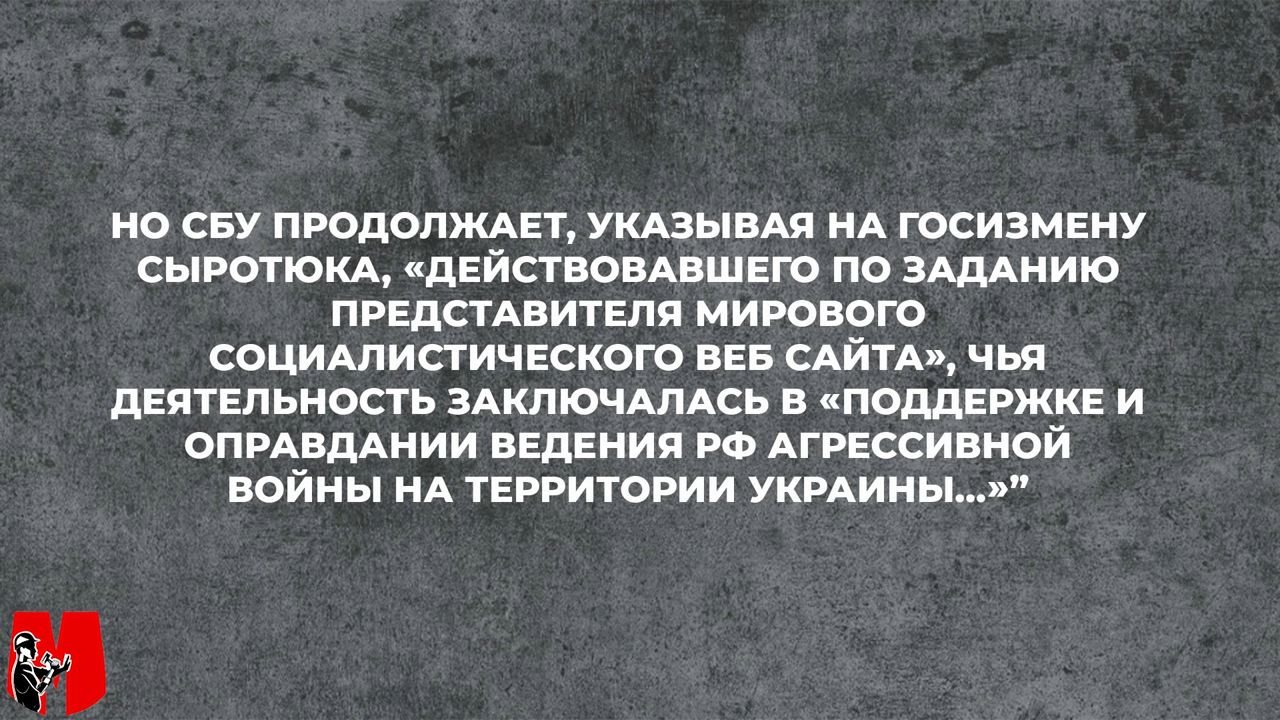 НО СБУ ПРОДОЛЖАЕТ, УКАЗЫВАЯ НА ГОСИЗМЕНУ
СЫРОТЮКА, «ДЕЙСТВОВАВШЕГО ПО ЗАДАНИЮ
ПРЕДСТАВИТЕЛЯ МИРОВОГО
СОЦИАЛИСТИЧЕСКОГО ВЕБ САЙТА», ЧЬЯ
ДЕЯТЕЛЬНОСТЬ ЗАКЛЮЧАЛАСЬ В «ПОДДЕРЖКЕ И
ОПРАВДАНИИ ВЕДЕНИЯ РФ АГРЕССИВНОЙ
ВОЙНЫ НА ТЕРРИТОРИИ УКРАИНЫ...»”